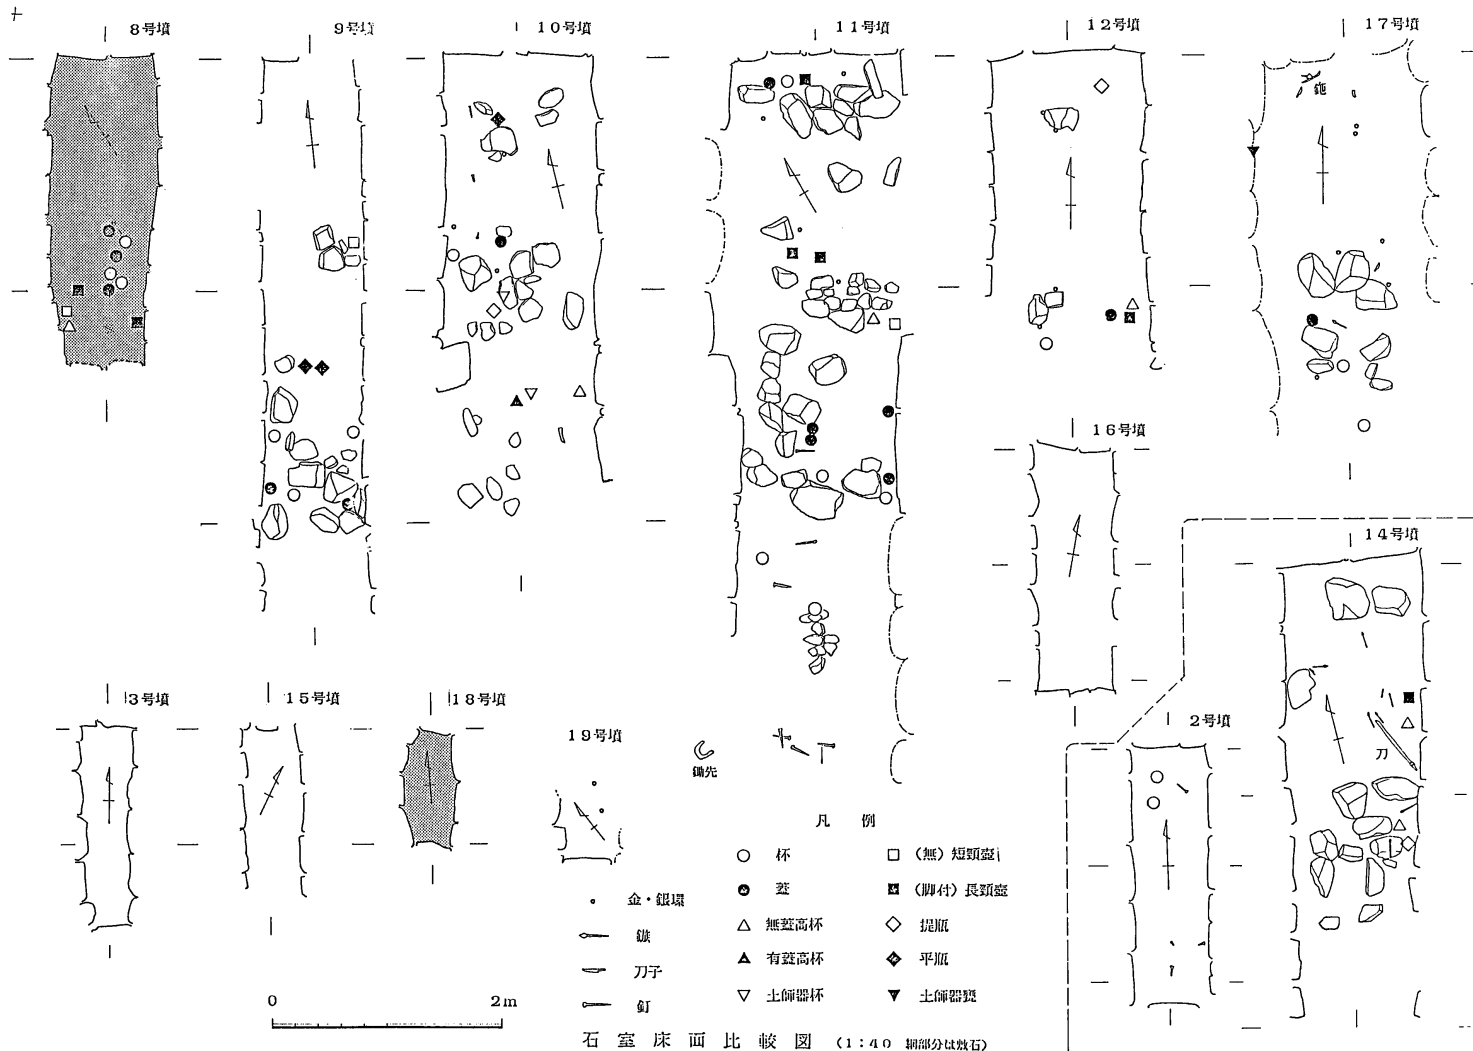 8号墳
9号墳
10号墳
11号墳
12号墳
17号墳
鉇
16号墳
14号墳
刀
2号墳
13号墳
15号墳
18号墳
19号墳
鋤先
凡 例
金・銀環
鏃
刀子
釘
杯
蓋
無蓋高杯
有蓋高杯
土師器杯
(無)短頸壺
(脚付)長頸壺
提瓶
平瓶
土師器甕
0 2m
石室床面比較図 (1:40 網部分は敷石)